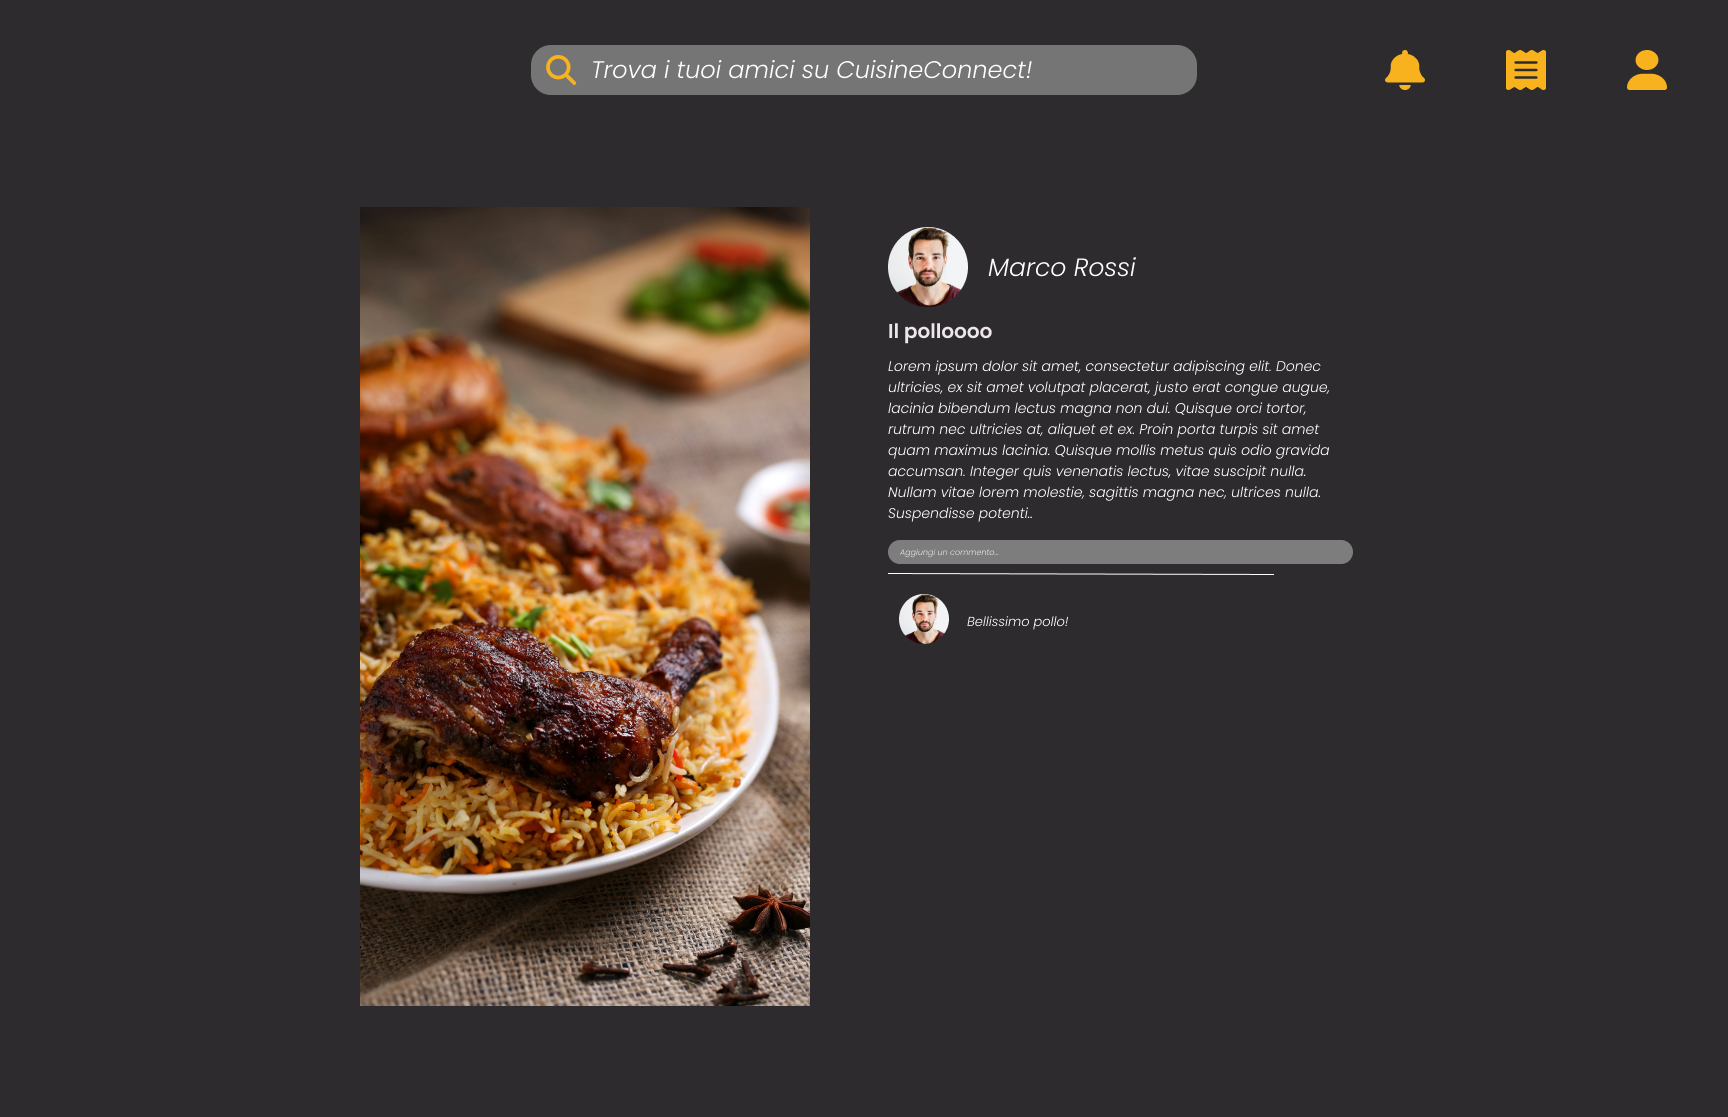 Trova i tuoi amici su CuisineConnect!
Marco Rossi
Il polloooo
Lorem ipsum dolor sit amet, consectetur adipiscing elit. Donec
ultricies, ex sit amet volutpat placerat, justo erat congue augue,
lacinia bibendum lectus magna non dui. Quisque orci tortor,
rutrum nec ultricies at, aliquet et ex. Proin porta turpis sit amet
quam maximus lacinia. Quisque mollis metus quis odio gravida
accumsan. Integer quis venenatis lectus, vitae suscipit nulla.
Nullam vitae lorem molestie, sagittis magna nec, ultrices nulla.
Suspendisse potenti..
Aggiungi un commento...
Bellissimo pollo!